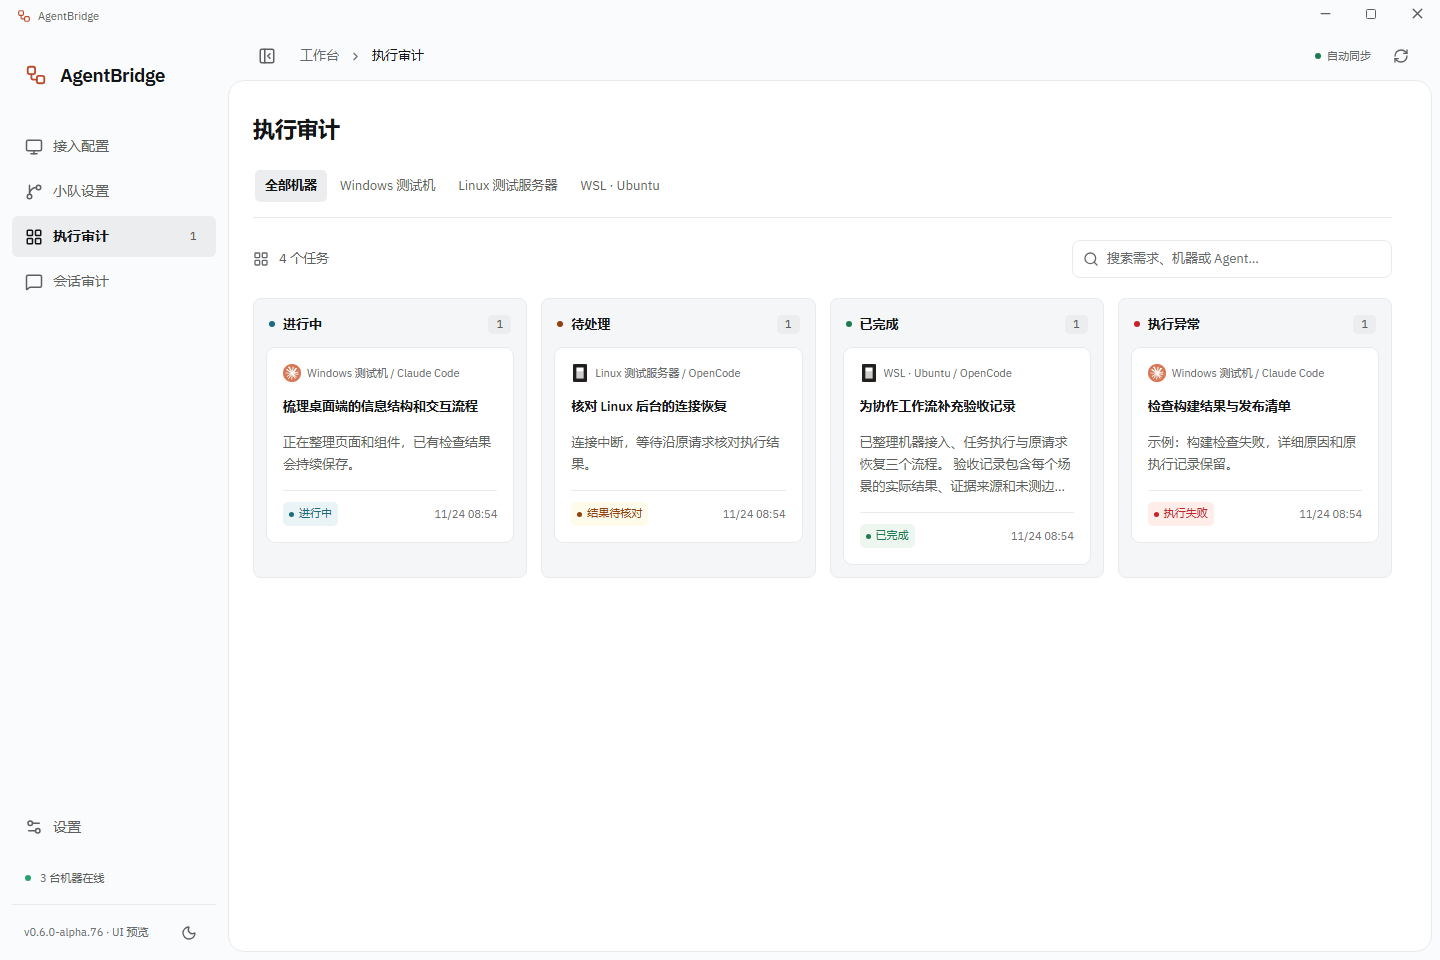 AgentBridge
AgentBridge
接入配置
小队设置
执行审计 1
会话审计
设置
3 台机器在线
v0.6.0-alpha.76 · UI 预览
工作台 > 执行审计
自动同步
执行审计
全部机器 Windows 测试机 Linux 测试服务器 WSL · Ubuntu
4 个任务
搜索需求、机器或 Agent...
进行中 1
Windows 测试机 / Claude Code
梳理桌面端的信息结构和交互流程
正在整理页面和组件，已有检查结果
会持续保存。
进行中 11/24 08:54
待处理 1
Linux 测试服务器 / OpenCode
核对 Linux 后台的连接恢复
连接中断，等待沿原请求核对执行结
果。
结果待核对 11/24 08:54
已完成 1
WSL · Ubuntu / OpenCode
为协作工作流补充验收记录
已整理机器接入、任务执行与原请求
恢复三个流程。 验收记录包含每个场
景的实际结果、证据来源和未测边...
已完成 11/24 08:54
执行异常 1
Windows 测试机 / Claude Code
检查构建结果与发布清单
示例：构建检查失败，详细原因和原
执行记录保留。
执行失败 11/24 08:54